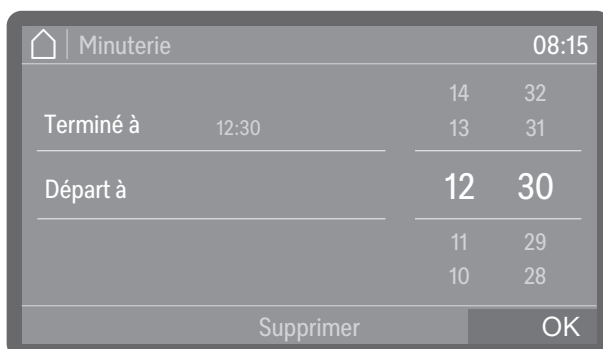 Minuterie 08:15
14 32
Terminé à 12:30 13 31
Départ à 12 30
11 29
10 28
Supprimer OK